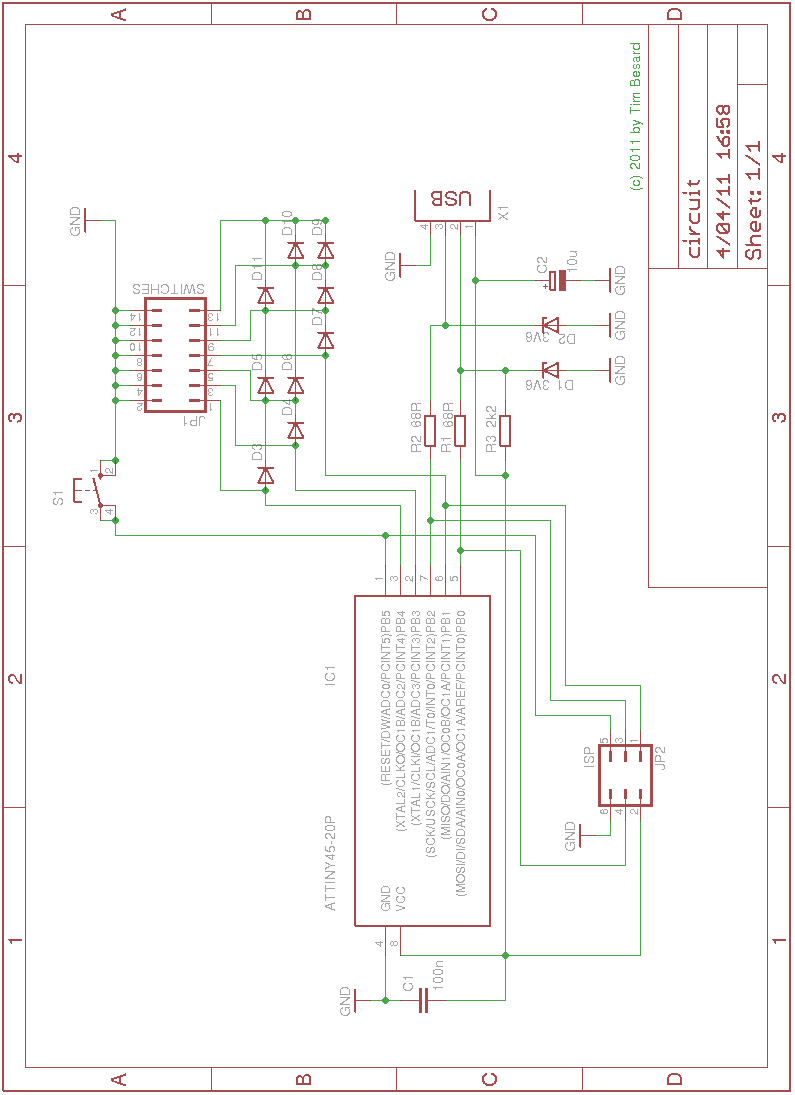 A
B
C
D
4
3
2
1
4
3
2
1
A
B
C
D
(c) 2011 by Tim Besard
circuit
4/04/11 16:58
Sheet: 1/1
GND
SWITCHES
14
12
10
8
6
4
2
13
11
9
7
5
3
1
JP1
S1
1
2
3
4
D10
D9
D11
D8
D7
D5
D6
D4
D3
USB
X1
4
3
2
1
GND
C2
10u
+
GND
D2
3V6
GND
D1
3V6
GND
R2 68R
R1 68R
R3 2k2
1
3
2
7
6
5
IC1
ATTINY45-20P
(RESET/DW/ADC0/PCINT5)PB5
(XTAL2/CLKO/OC1B/ADC2/PCINT4)PB4
(XTAL1/CLKI/OC1B/ADC3/PCINT3)PB3
(SCK/USCK/SCL/ADC1/T0/INT0/PCINT2)PB2
(MISO/DO/AIN1/OC0B/OC1A/PCINT1)PB1
(MOSI/DI/SDA/AIN0/OC0A/OC1A/AREF/PCINT0)PB0
GND
VCC
4
8
GND
C1
100n
ISP
5
3
1
6
4
2
JP2
GND